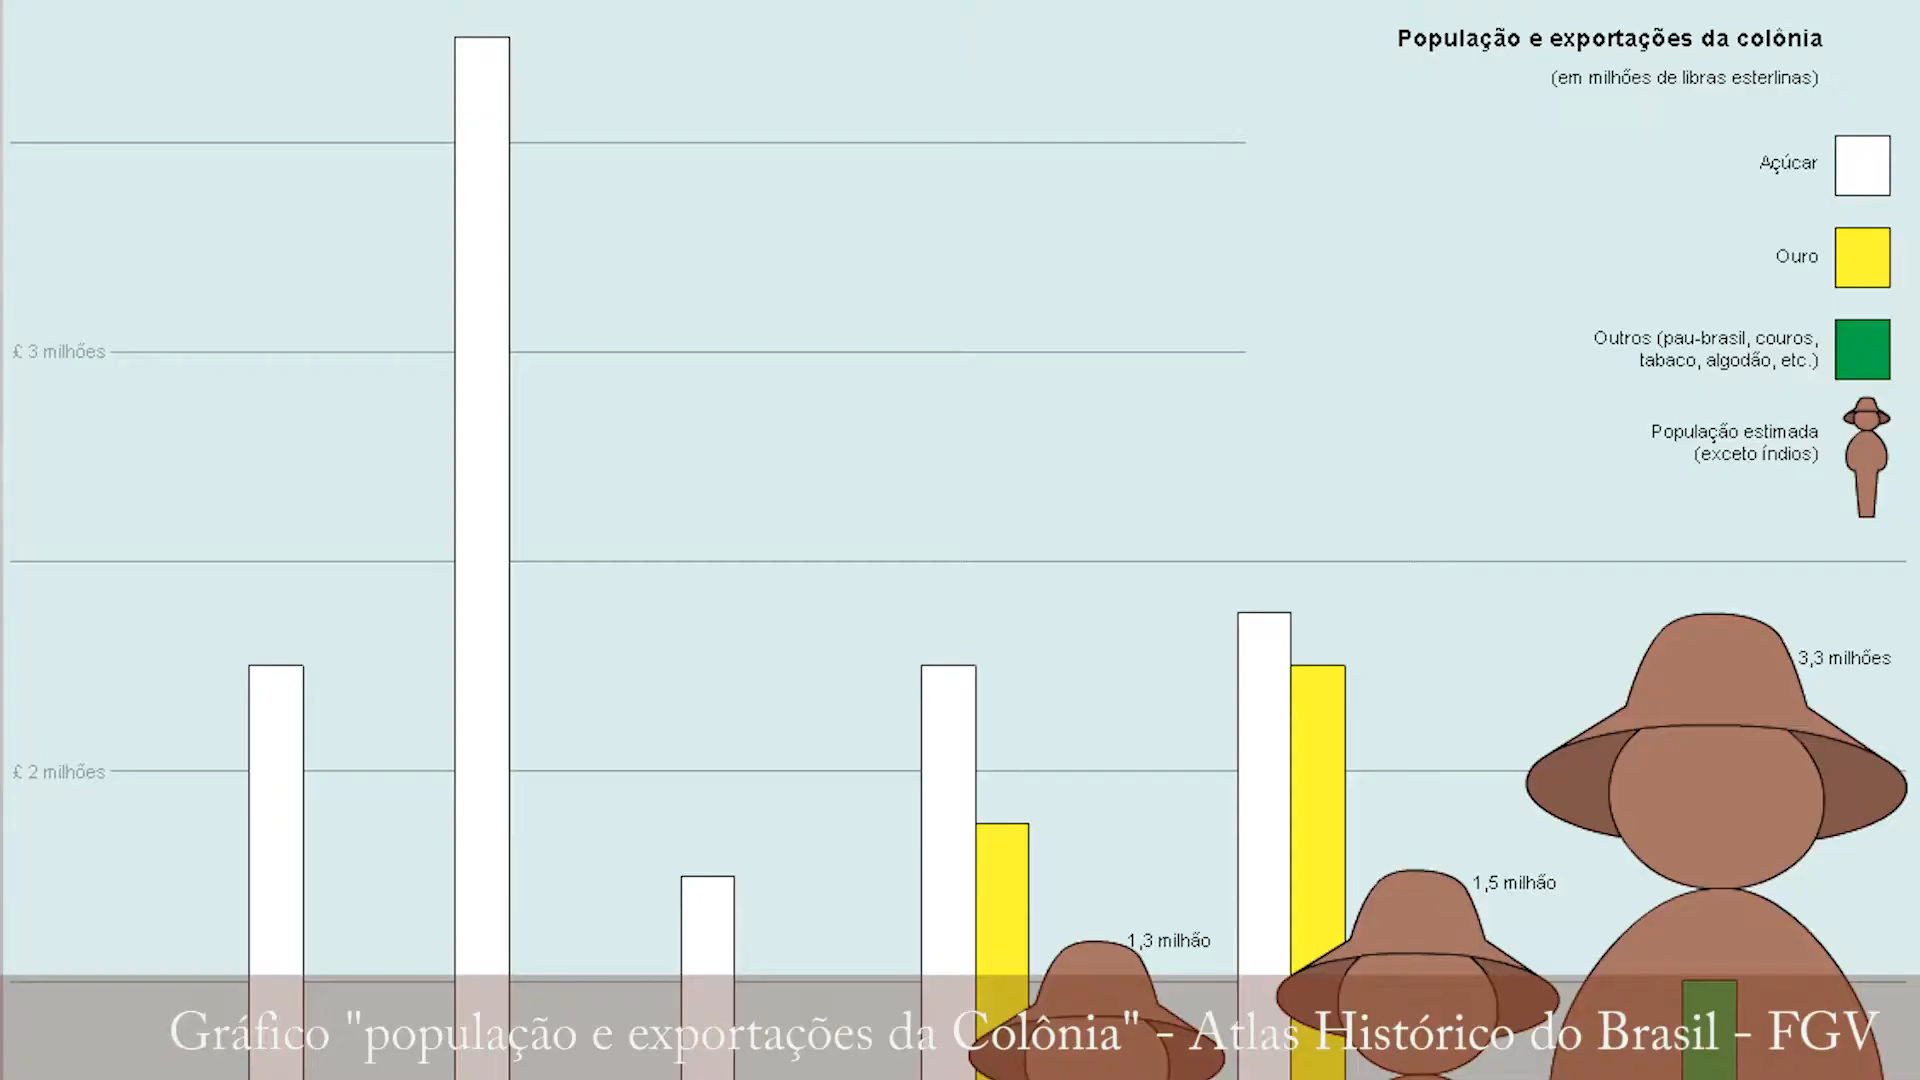 População e exportações da colônia
(em milhões de libras esterlinas)
Açúcar
Ouro
£ 3 milhões
Outros (pau-brasil, couros,
tabaco, algodão, etc.)
População estimada
(exceto índios)
3,3 milhões
£ 2 milhões
1,5 milhão
1,3 milhão
Gráfico "população e exportações da Colônia" - Atlas Histórico do Brasil - FGV